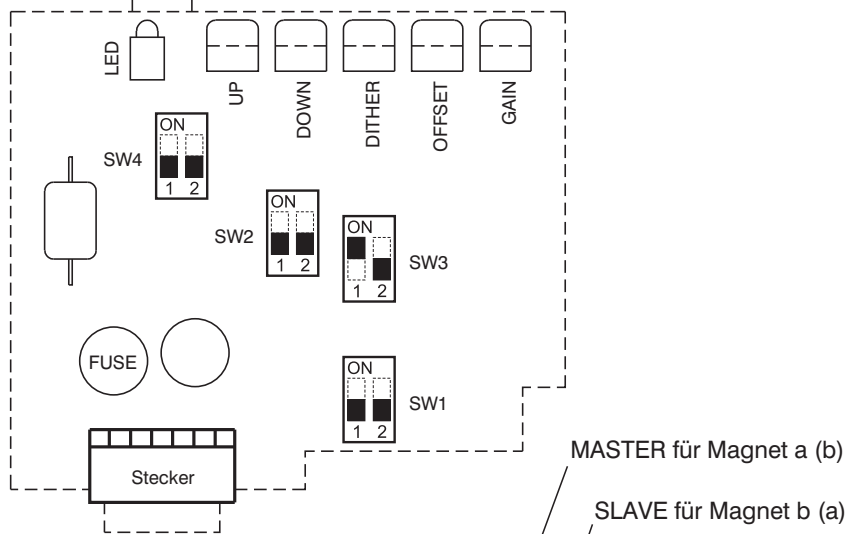 LED
UP
DOWN
DITHER
OFFSET
GAIN
ON
SW4
1 2
ON
SW2
1 2
ON
SW3
1 2
FUSE
ON
SW1
1 2
Stecker
MASTER für Magnet a (b)
SLAVE für Magnet b (a)